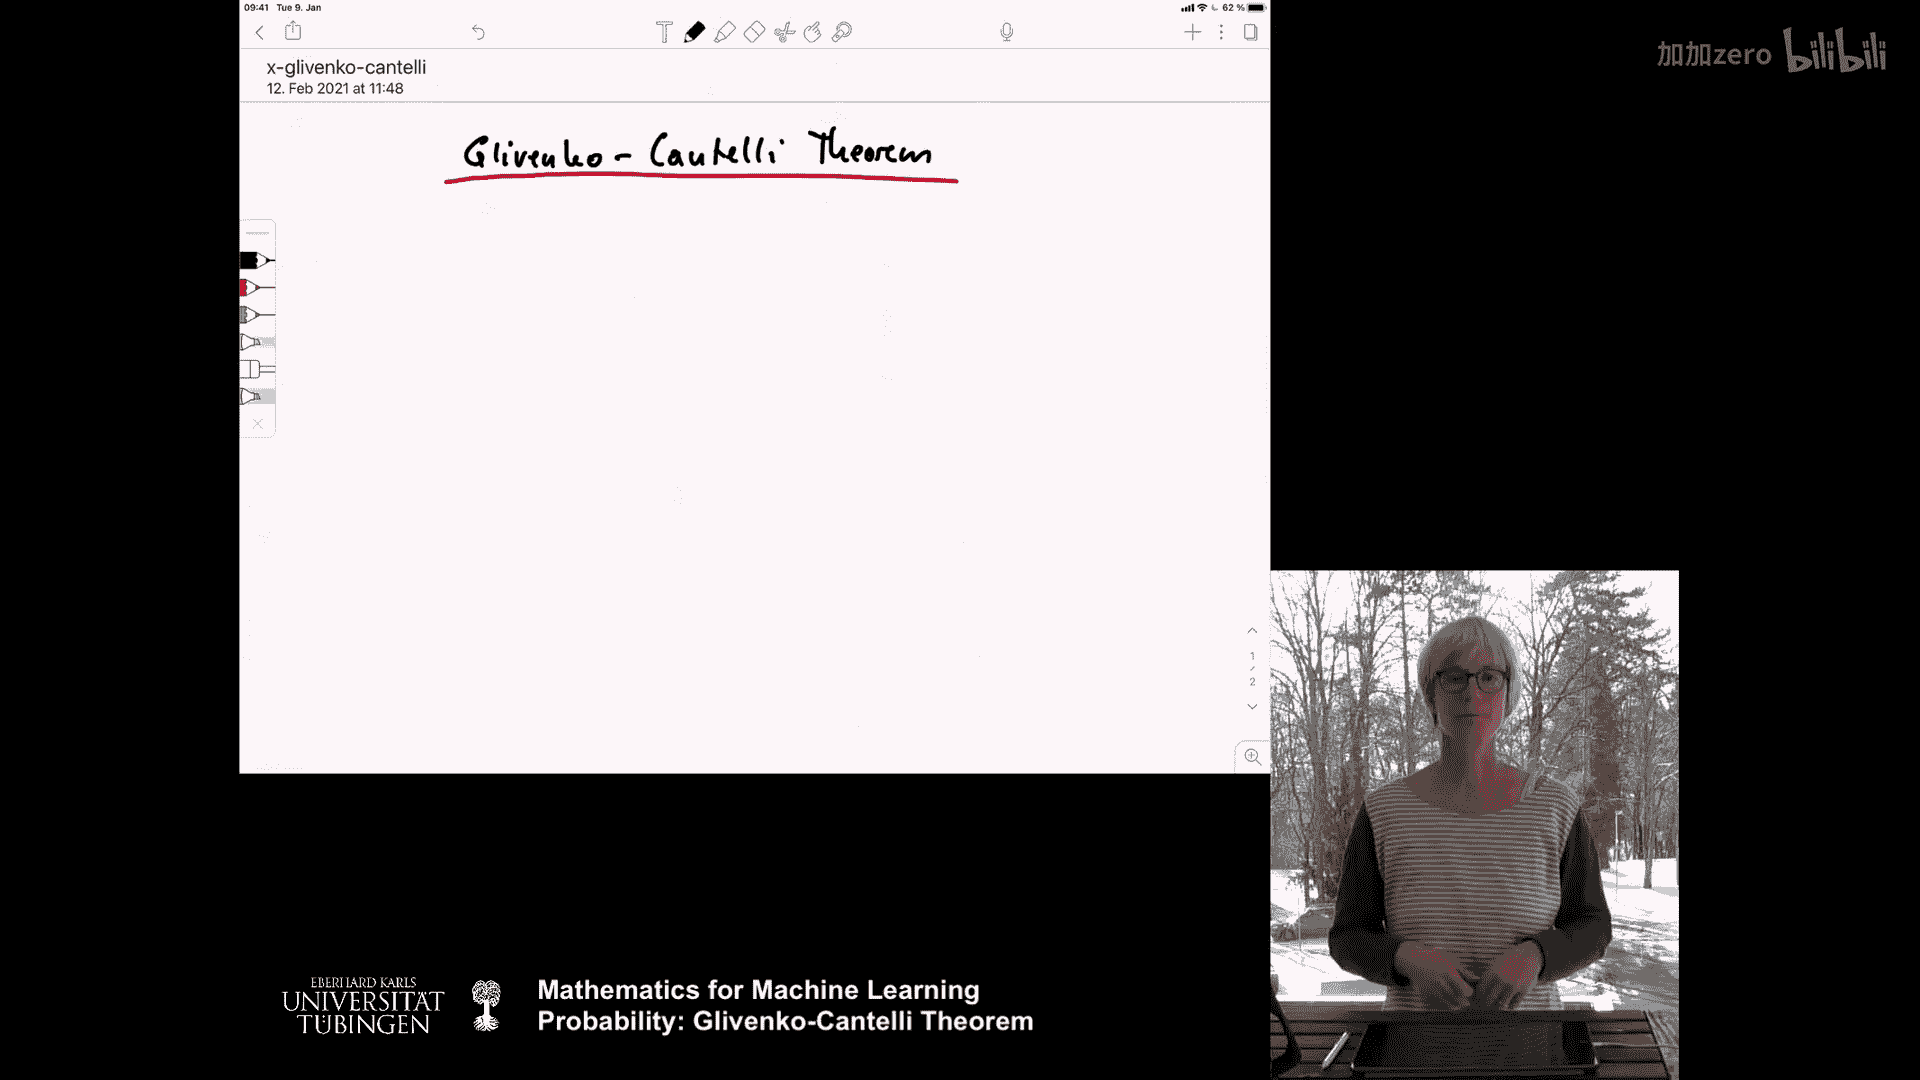 09:41 Tue 9. Jan
62 %
加加zero bilibili
x-glivenko-cantelli
12. Feb 2021 at 11:48
Glivenko - Cantelli Theorem
1
/
2
EBERHARD KARLS
UNIVERSITÄT
TÜBINGEN
Mathematics for Machine Learning
Probability: Glivenko-Cantelli Theorem